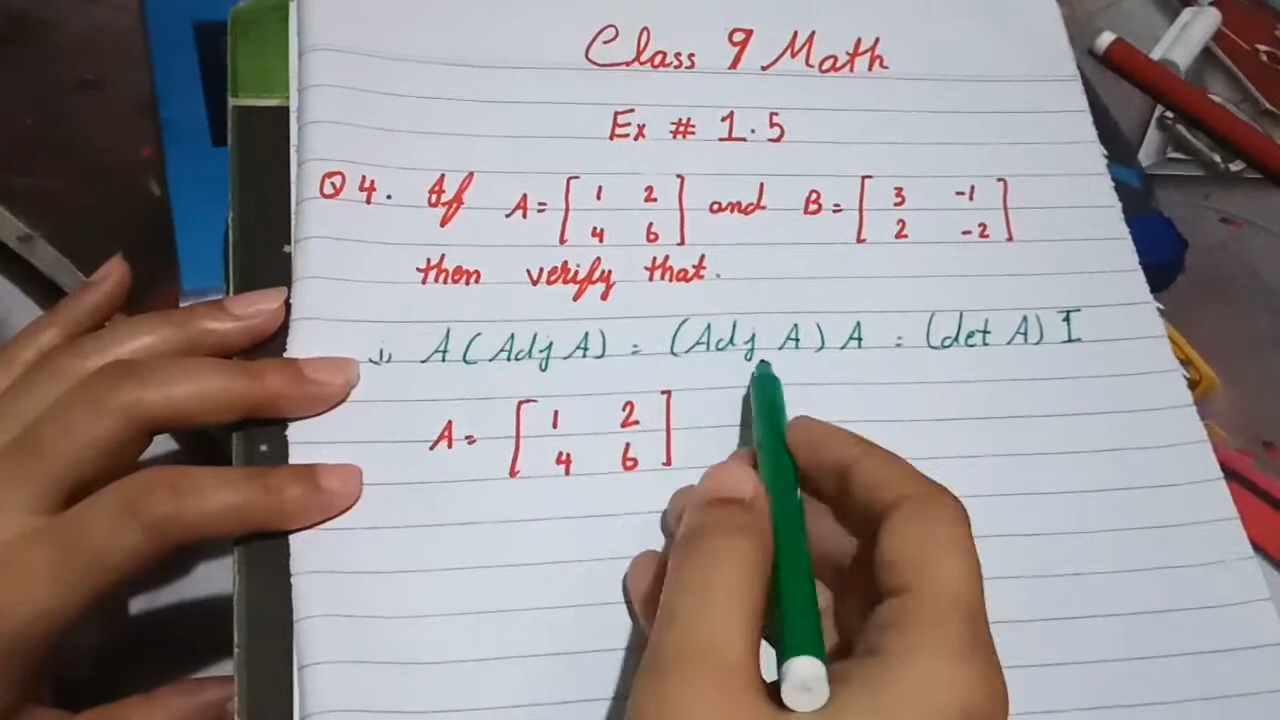 Class 9 Math
Ex # 1.5
Q 4. If A = [ 1 2 ] and B = [ 3 -1 ]
4 6 2 -2
then verify that.
i) A (Adj A) = (Adj A) A = (det A) I
A = [ 1 2 ]
4 6